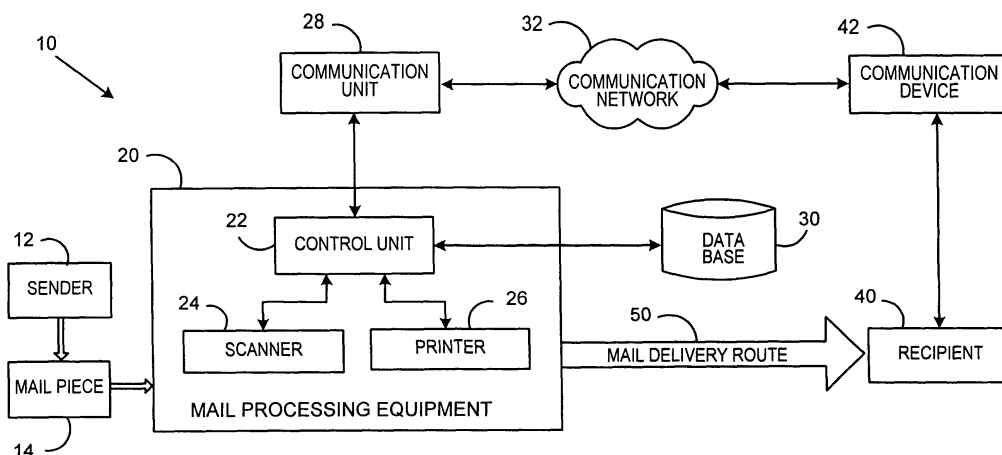 10
28
COMMUNICATION
UNIT
32
COMMUNICATION
NETWORK
42
COMMUNICATION
DEVICE
20
12
SENDER
22
CONTROL UNIT
DATA
BASE
30
24
SCANNER
26
PRINTER
50
MAIL DELIVERY ROUTE
40
RECIPIENT
MAIL PIECE
14
MAIL PROCESSING EQUIPMENT